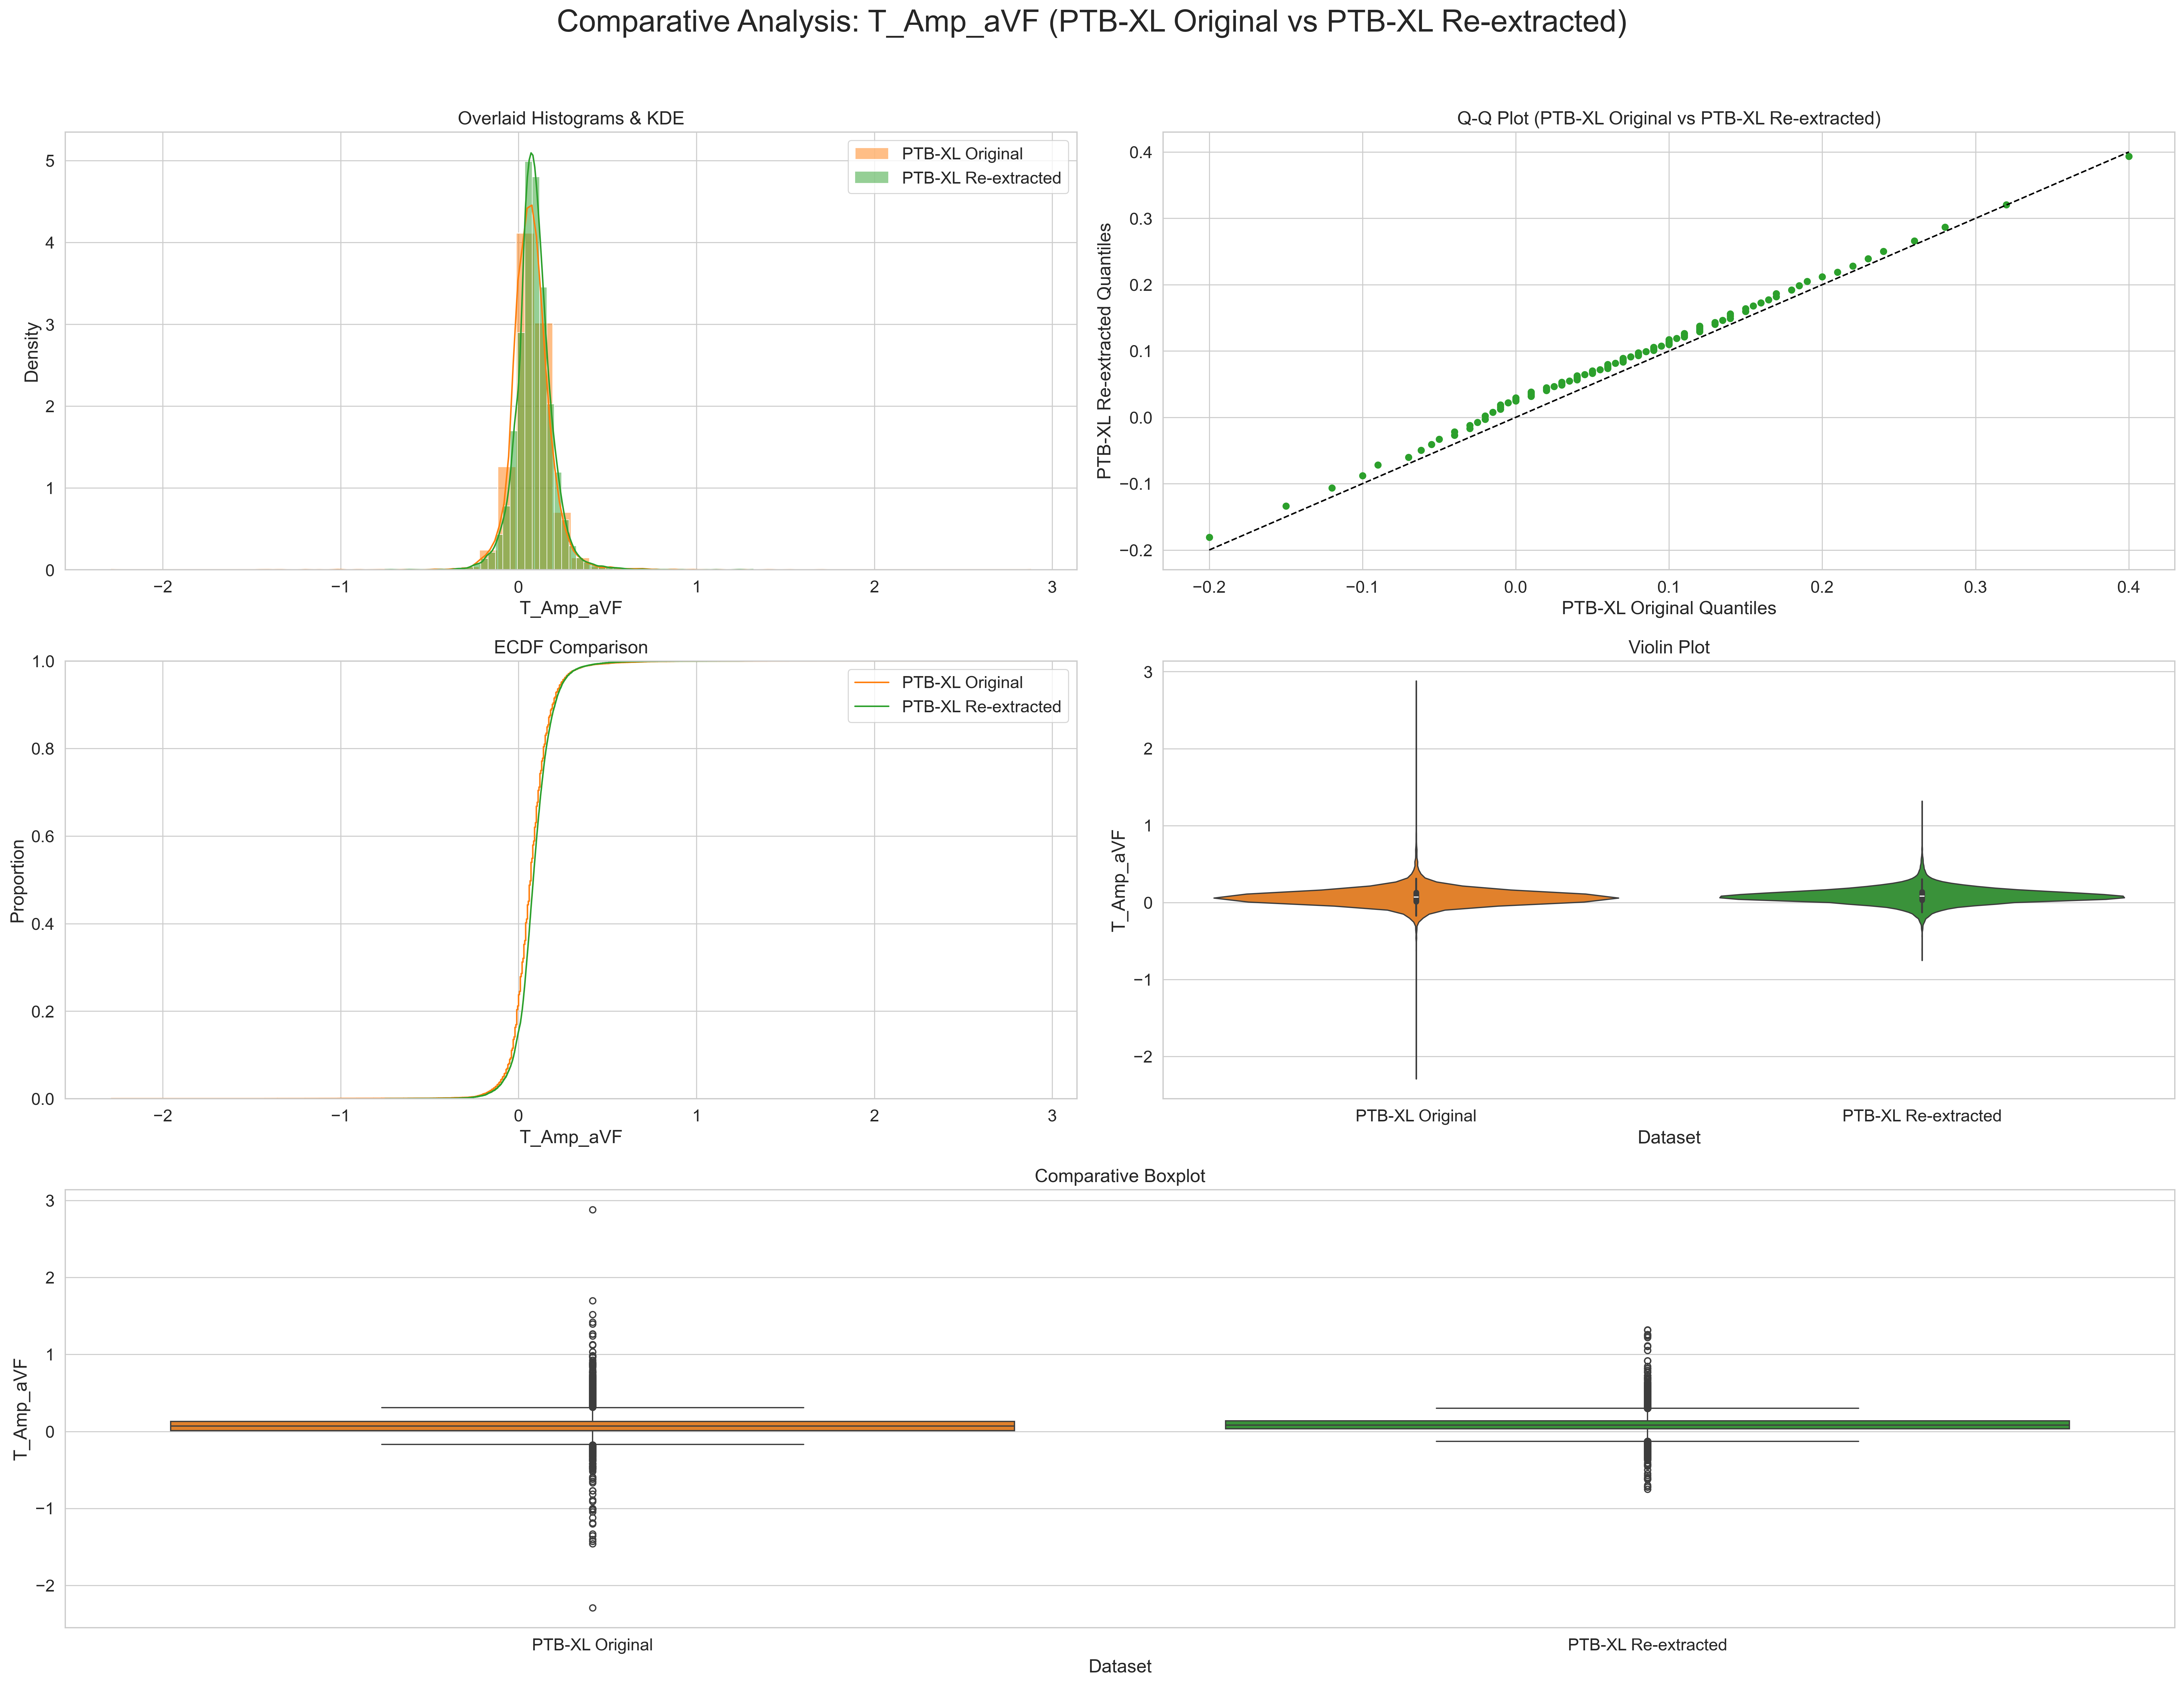 Comparative Analysis: T_Amp_aVF (PTB-XL Original vs PTB-XL Re-extracted)
Overlaid Histograms & KDE
PTB-XL Original
PTB-XL Re-extracted
Density
5
4
3
2
1
0
−2
−1
0
1
2
3
T_Amp_aVF
Q-Q Plot (PTB-XL Original vs PTB-XL Re-extracted)
PTB-XL Re-extracted Quantiles
0.4
0.3
0.2
0.1
0.0
−0.1
−0.2
−0.2
−0.1
0.0
0.1
0.2
0.3
0.4
PTB-XL Original Quantiles
ECDF Comparison
PTB-XL Original
PTB-XL Re-extracted
Proportion
1.0
0.8
0.6
0.4
0.2
0.0
−2
−1
0
1
2
3
T_Amp_aVF
Violin Plot
T_Amp_aVF
3
2
1
0
−1
−2
PTB-XL Original
PTB-XL Re-extracted
Dataset
Comparative Boxplot
T_Amp_aVF
3
2
1
0
−1
−2
PTB-XL Original
PTB-XL Re-extracted
Dataset